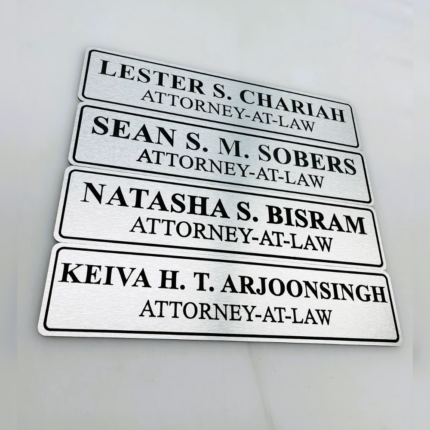 LESTER S. CHARIAH
ATTORNEY-AT-LAW
SEAN S. M. SOBERS
ATTORNEY-AT-LAW
NATASHA S. BISRAM
ATTORNEY-AT-LAW
KEIVA H. T. ARJOONSINGH
ATTORNEY-AT-LAW